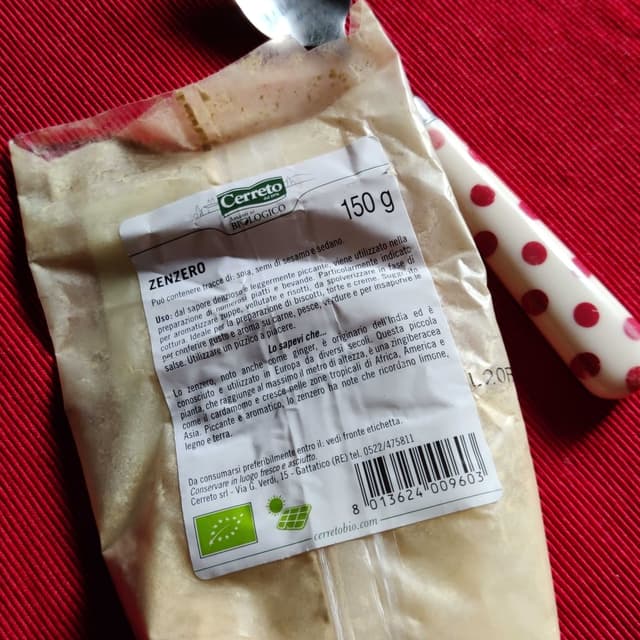 Cerreto
BIOLOGICO
150 g
ZENZERO
Può contenere tracce di: soia, semi di sesamo e sedano.
Uso: dal sapore deciso e leggermente piccante, viene utilizzato nella
preparazione di numerosi piatti e bevande. Particolarmente indicato
per aromatizzare zuppe, vellutate e risotti, da spolverizzare in fase di
cottura. Ideale per la preparazione di biscotti, torte e creme, indicato
per conferire gusto e aroma su carne, pesce, verdure e per insaporire le
salse. Utilizzare un pizzico a piacere.
Lo sapevi che...
Lo zenzero, noto anche come ginger, è originario dell'India ed è
conosciuto e utilizzato in Europa da diversi secoli. Questa piccola
pianta, che raggiunge al massimo il metro di altezza, è una zingiberacea
come il cardamomo e cresce nelle zone tropicali di Africa, America e
Asia. Piccante e aromatico, lo zenzero ha note che ricordano limone,
legno e terra.
Da consumarsi preferibilmente entro il: vedi fronte etichetta.
Conservare in luogo fresco e asciutto.
Cerreto srl - Via G. Verdi, 15 - Gattatico (RE) tel. 0522/475811
8 013624 009603
cerretobio.com